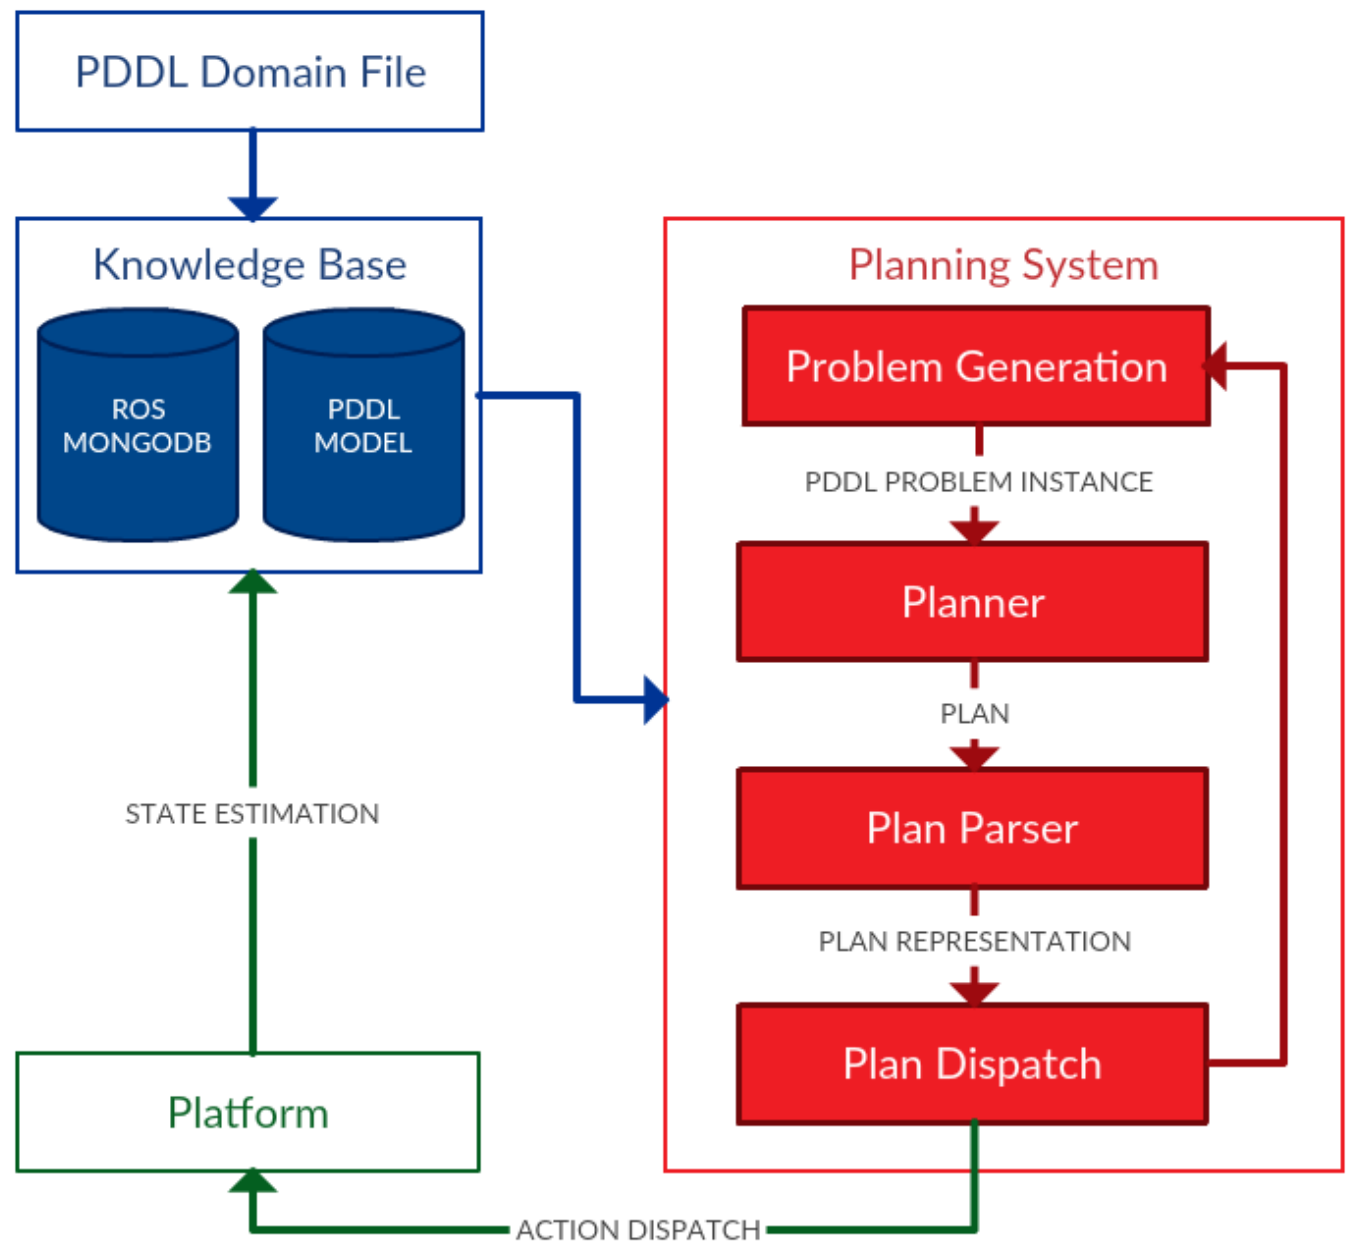 PDDL Domain File
Knowledge Base
ROS
MONGODB
PDDL
MODEL
STATE ESTIMATION
Platform
Planning System
Problem Generation
PDDL PROBLEM INSTANCE
Planner
PLAN
Plan Parser
PLAN REPRESENTATION
Plan Dispatch
ACTION DISPATCH